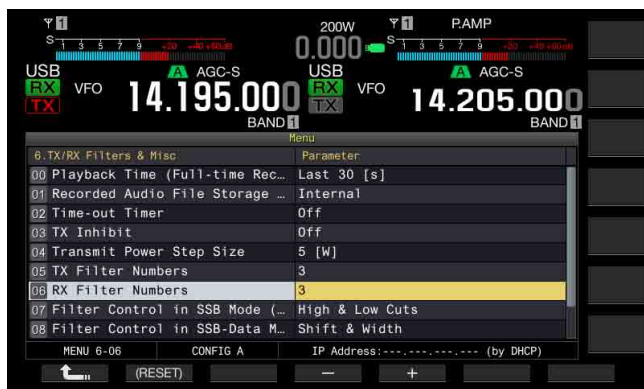 1 200W 1 P.AMP
S 1 3 5 7 9 +20 +40 +60dB 0.000 S 1 3 5 7 9 +20 +40 +60dB
USB A AGC-S USB A AGC-S
RX VFO 14.195.000 RX VFO 14.205.000
TX TX
BAND 1 BAND 1
Menu
6.TX/RX Filters & Misc Parameter
00 Playback Time (Full-time Rec… Last 30 [s]
01 Recorded Audio File Storage … Internal
02 Time-out Timer Off
03 TX Inhibit Off
04 Transmit Power Step Size 5 [W]
05 TX Filter Numbers 3
06 RX Filter Numbers 3
07 Filter Control in SSB Mode (… High & Low Cuts
08 Filter Control in SSB-Data M… Shift & Width
MENU 6-06 CONFIG A IP Address:---.---.---.--- (by DHCP)
(RESET) − +